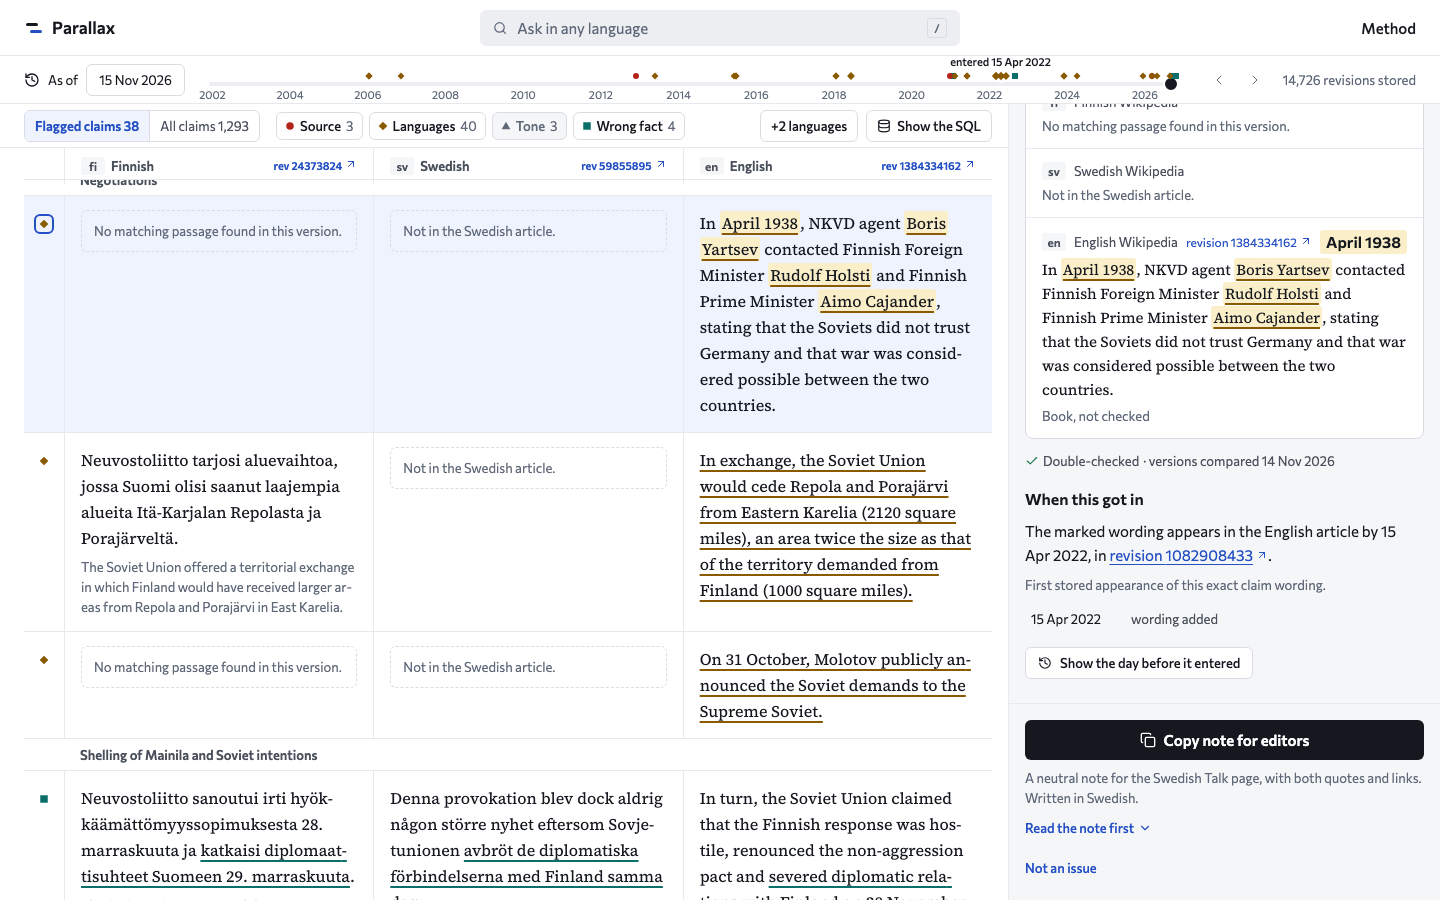 Parallax
Ask in any language
/
Method
As of
15 Nov 2026
entered 15 Apr 2022
2002 2004 2006 2008 2010 2012 2014 2016 2018 2020 2022 2024 2026
14,726 revisions stored
Flagged claims 38
All claims 1,293
Source 3
Languages 40
Tone 3
Wrong fact 4
+2 languages
Show the SQL
fi Finnish rev 24373824
sv Swedish rev 59855895
en English rev 1384334162
Negotiations
No matching passage found in this version.
Not in the Swedish article.
In April 1938, NKVD agent Boris
Yartsev contacted Finnish Foreign
Minister Rudolf Holsti and Finnish
Prime Minister Aimo Cajander,
stating that the Soviets did not trust
Germany and that war was consid-
ered possible between the two
countries.
Neuvostoliitto tarjosi aluevaihtoa,
jossa Suomi olisi saanut laajempia
alueita Itä-Karjalan Repolasta ja
Porajärveltä.
The Soviet Union offered a territorial exchange
in which Finland would have received larger ar-
eas from Repola and Porajärvi in East Karelia.
Not in the Swedish article.
In exchange, the Soviet Union
would cede Repola and Porajärvi
from Eastern Karelia (2120 square
miles), an area twice the size as that
of the territory demanded from
Finland (1000 square miles).
No matching passage found in this version.
Not in the Swedish article.
On 31 October, Molotov publicly an-
nounced the Soviet demands to the
Supreme Soviet.
Shelling of Mainila and Soviet intentions
Neuvostoliitto sanoutui irti hyök-
käämättömyyssopimuksesta 28.
marraskuuta ja katkaisi diplomaat-
tisuhteet Suomeen 29. marraskuuta.
Denna provokation blev dock aldrig
någon större nyhet eftersom Sovje-
tunionen avbröt de diplomatiska
förbindelserna med Finland samma
In turn, the Soviet Union claimed
that the Finnish response was hos-
tile, renounced the non-aggression
pact and severed diplomatic rela-
fi Finnish Wikipedia
No matching passage found in this version.
sv Swedish Wikipedia
Not in the Swedish article.
en English Wikipedia revision 1384334162 April 1938
In April 1938, NKVD agent Boris Yartsev contacted
Finnish Foreign Minister Rudolf Holsti and
Finnish Prime Minister Aimo Cajander, stating
that the Soviets did not trust Germany and that war
was considered possible between the two
countries.
Book, not checked
Double-checked · versions compared 14 Nov 2026
When this got in
The marked wording appears in the English article by 15
Apr 2022, in revision 1082908433.
First stored appearance of this exact claim wording.
15 Apr 2022 wording added
Show the day before it entered
Copy note for editors
A neutral note for the Swedish Talk page, with both quotes and links.
Written in Swedish.
Read the note first
Not an issue